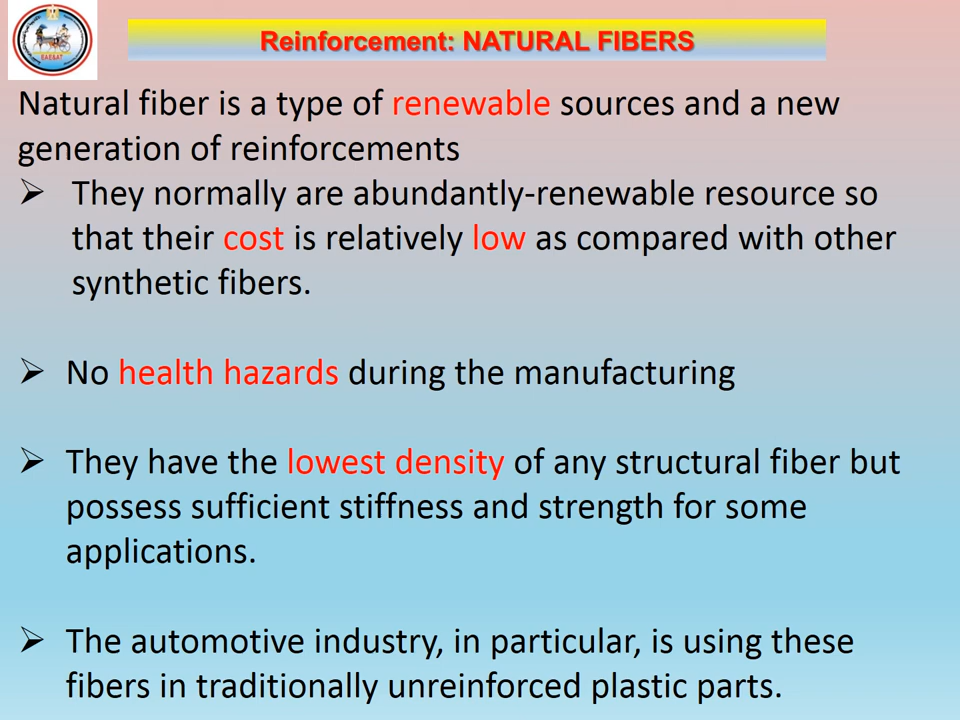 Reinforcement: NATURAL FIBERS
Natural fiber is a type of renewable sources and a new
generation of reinforcements
➢ They normally are abundantly-renewable resource so
that their cost is relatively low as compared with other
synthetic fibers.
➢ No health hazards during the manufacturing
➢ They have the lowest density of any structural fiber but
possess sufficient stiffness and strength for some
applications.
➢ The automotive industry, in particular, is using these
fibers in traditionally unreinforced plastic parts.